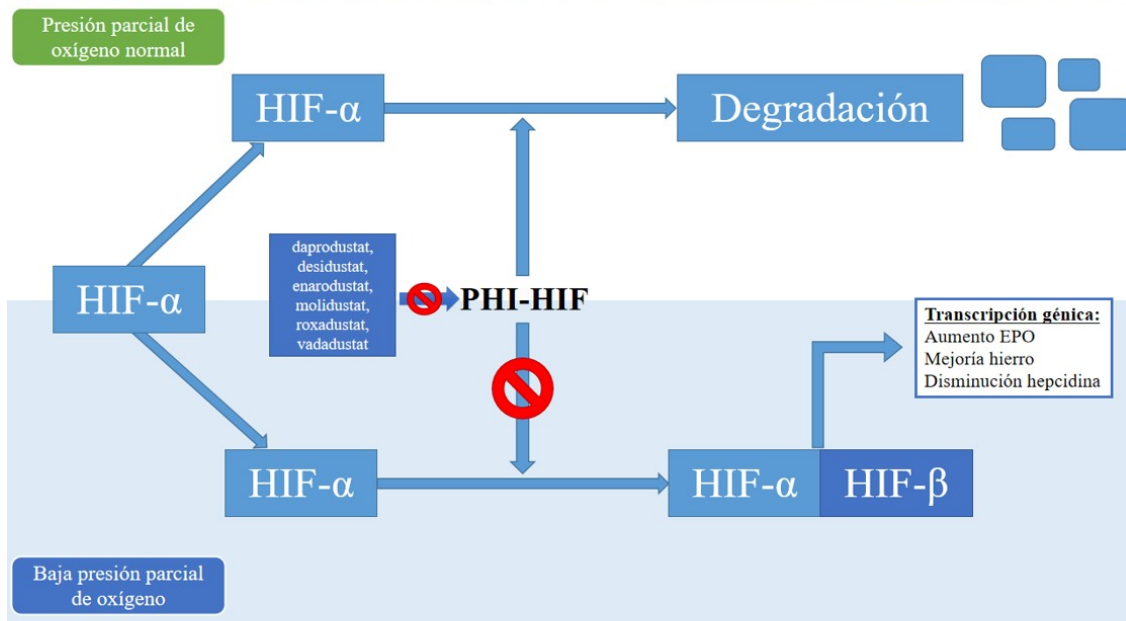 Presión parcial de
oxígeno normal
HIF-α
Degradación
HIF-α
daprodustat,
desidustat,
enarodustat,
molidustat,
roxadustat,
vadadustat
PHI-HIF
Transcripción génica:
Aumento EPO
Mejoría hierro
Disminución hepcidina
HIF-α
HIF-α
HIF-β
Baja presión parcial
de oxígeno